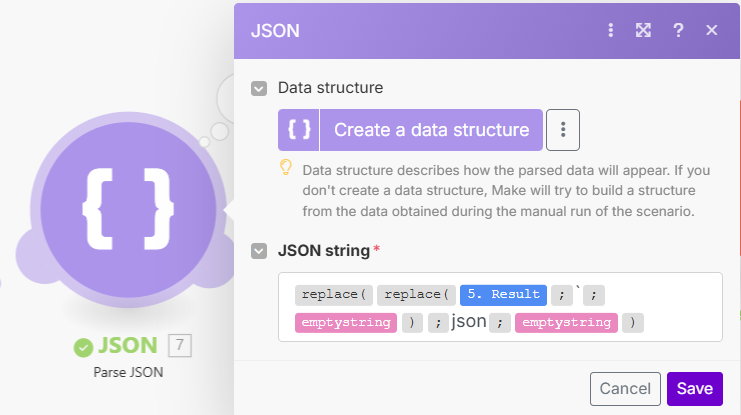 JSON
?
Data structure
{ } Create a data structure
Data structure describes how the parsed data will appear. If you
don't create a data structure, Make will try to build a structure
from the data obtained during the manual run of the scenario.
JSON string*
replace( replace( 5. Result ; ` ;
emptystring ) ; json ; emptystring )
Cancel Save
{ }
JSON 7
Parse JSON